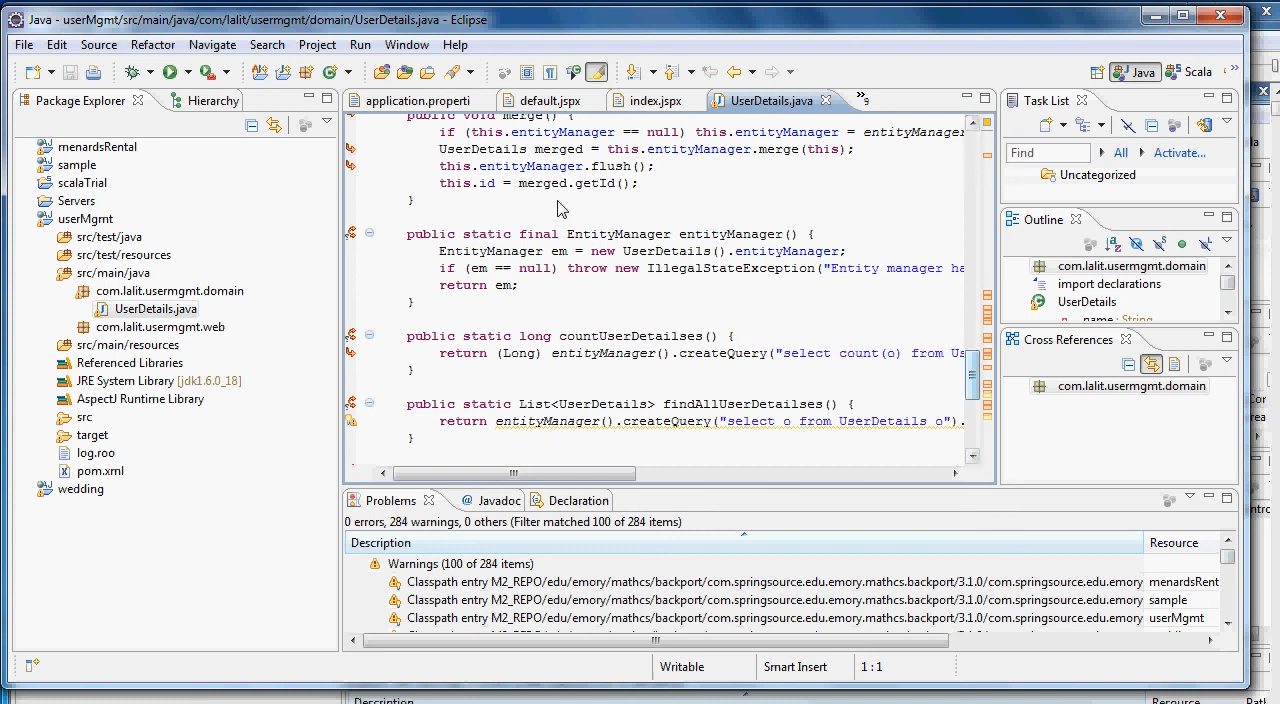 Java - userMgmt/src/main/java/com/lalit/usermgmt/domain/UserDetails.java - Eclipse
File Edit Source Refactor Navigate Search Project Run Window Help
Java Scala
Package Explorer Hierarchy
menardsRental
sample
scalaTrial
Servers
userMgmt
src/test/java
src/test/resources
src/main/java
com.lalit.usermgmt.domain
UserDetails.java
com.lalit.usermgmt.web
src/main/resources
Referenced Libraries
JRE System Library [jdk1.6.0_18]
AspectJ Runtime Library
src
target
log.roo
pom.xml
wedding
application.properti default.jspx index.jspx UserDetails.java 9
public void merge() {
if (this.entityManager == null) this.entityManager = entityManager
UserDetails merged = this.entityManager.merge(this);
this.entityManager.flush();
this.id = merged.getId();
}
public static final EntityManager entityManager() {
EntityManager em = new UserDetails().entityManager;
if (em == null) throw new IllegalStateException("Entity manager ha
return em;
}
public static long countUserDetailses() {
return (Long) entityManager().createQuery("select count(o) from Us
}
public static List<UserDetails> findAllUserDetailses() {
return entityManager().createQuery("select o from UserDetails o").
}
Task List
Find All Activate...
Uncategorized
Outline
com.lalit.usermgmt.domain
import declarations
UserDetails
name : String
Cross References
com.lalit.usermgmt.domain
Problems @ Javadoc Declaration
0 errors, 284 warnings, 0 others (Filter matched 100 of 284 items)
Description Resource
Warnings (100 of 284 items)
Classpath entry M2_REPO/edu/emory/mathcs/backport/com.springsource.edu.emory.mathcs.backport/3.1.0/com.springsource.edu.emory menardsRent
Classpath entry M2_REPO/edu/emory/mathcs/backport/com.springsource.edu.emory.mathcs.backport/3.1.0/com.springsource.edu.emory sample
Classpath entry M2_REPO/edu/emory/mathcs/backport/com.springsource.edu.emory.mathcs.backport/3.1.0/com.springsource.edu.emory userMgmt
Writable Smart Insert 1 : 1
Description Resource Path